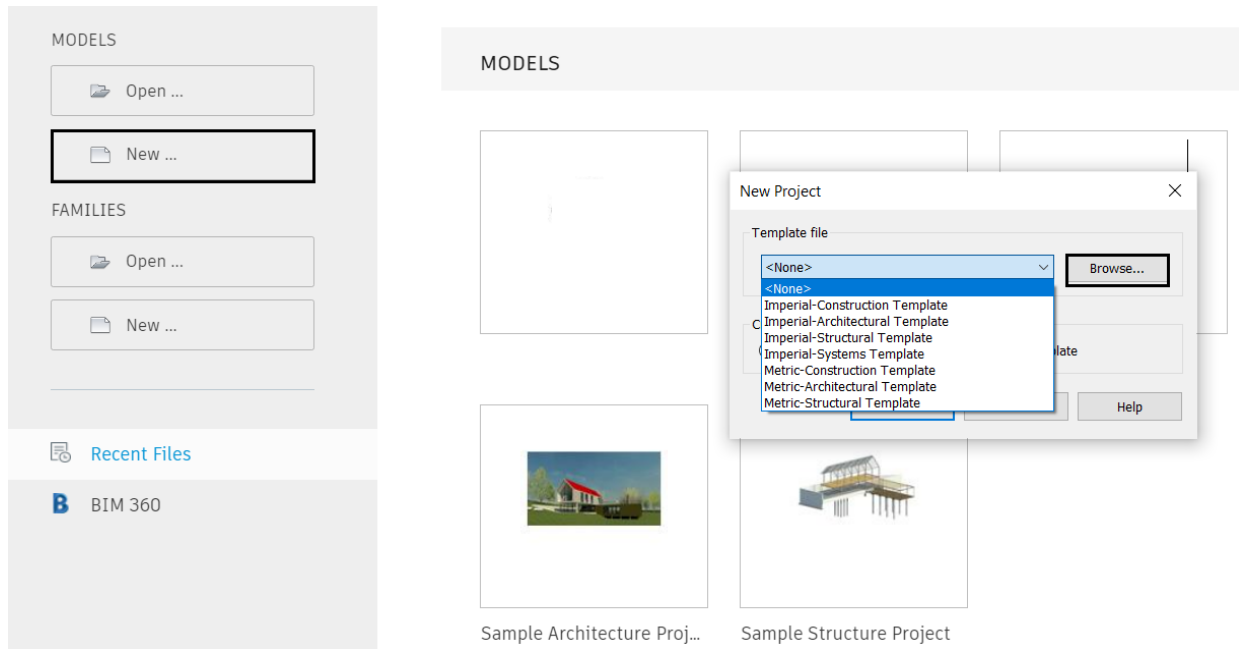 MODELS
Open ...
New ...
FAMILIES
Open ...
New ...
Recent Files
B BIM 360
MODELS
New Project
Template file
<None>
Browse...
<None>
Imperial-Construction Template
Imperial-Architectural Template
Imperial-Structural Template
Imperial-Systems Template
Metric-Construction Template
Metric-Architectural Template
Metric-Structural Template
C
late
Help
Sample Architecture Proj...
Sample Structure Project